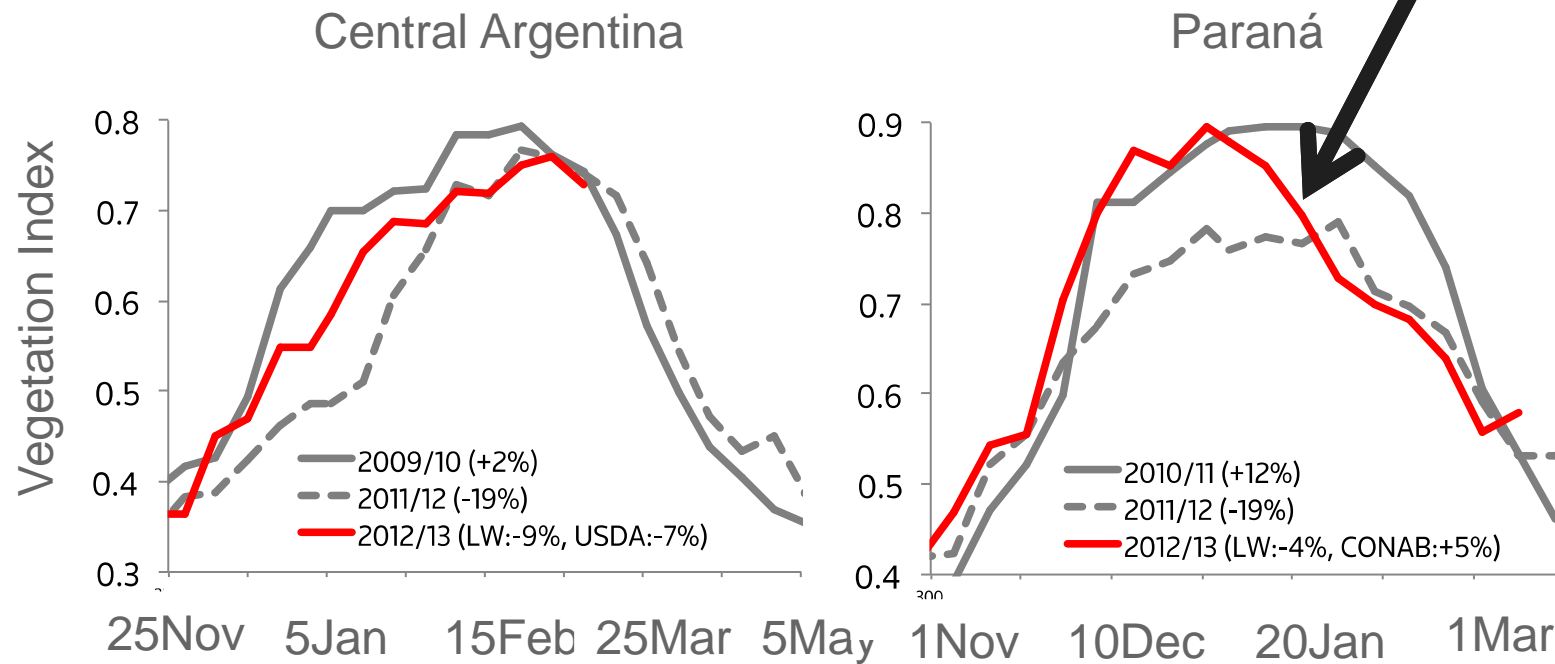 Central Argentina
Paraná
Vegetation Index
0.8
0.7
0.6
0.5
0.4
0.3
2009/10 (+2%)
2011/12 (-19%)
2012/13 (LW:-9%, USDA:-7%)
25Nov 5Jan 15Feb 25Mar 5May
0.9
0.8
0.7
0.6
0.5
0.4
2010/11 (+12%)
2011/12 (-19%)
2012/13 (LW:-4%, CONAB:+5%)
300
1Nov 10Dec 20Jan 1Mar